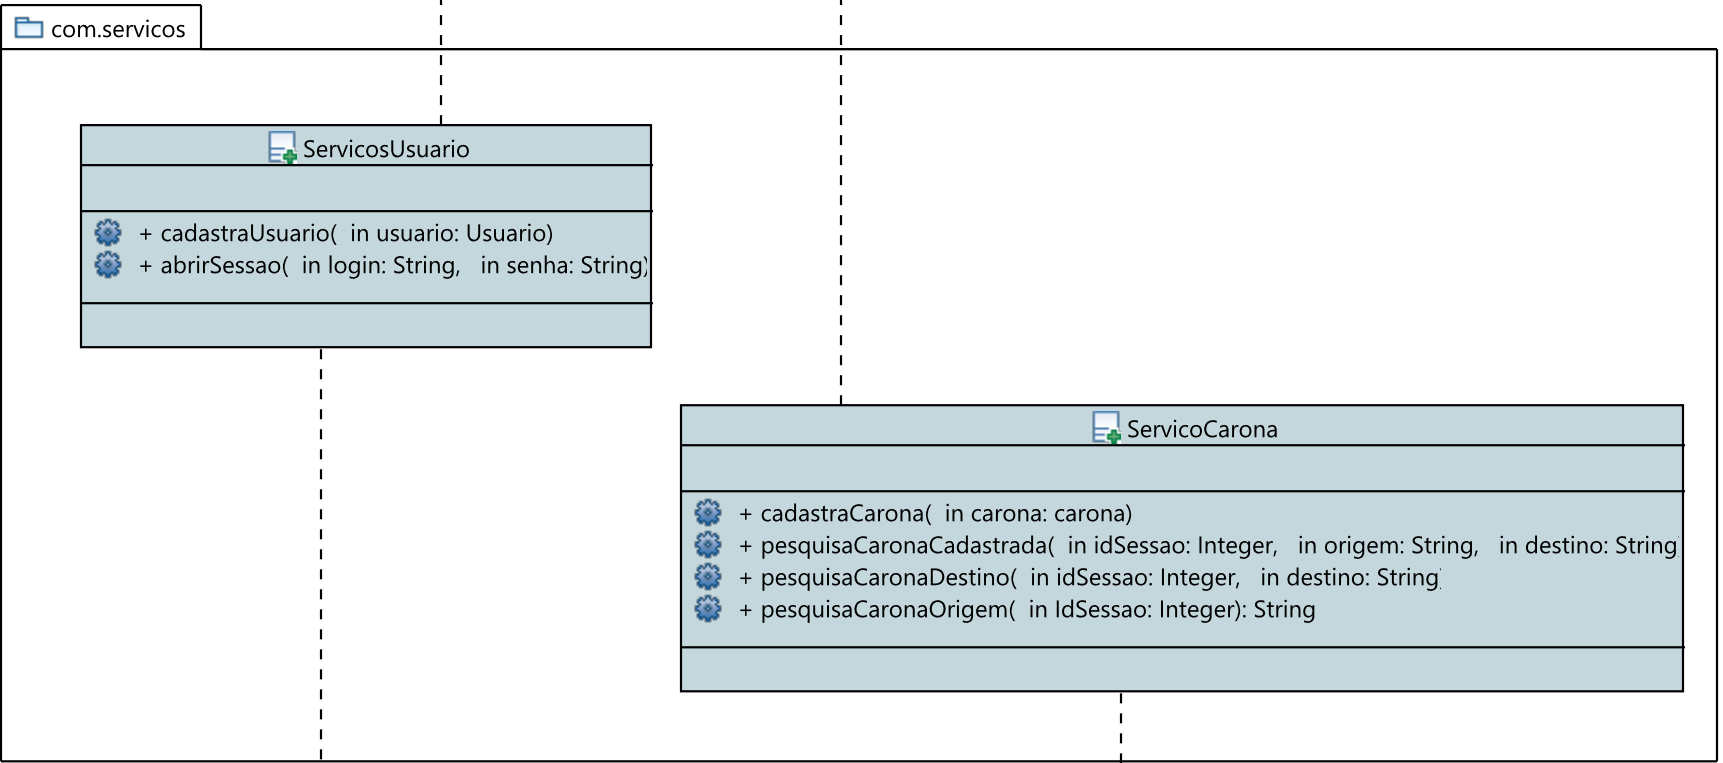 com.servicos
ServicosUsuario
+ cadastraUsuario( in usuario: Usuario)
+ abrirSessao( in login: String, in senha: String)
ServicoCarona
+ cadastraCarona( in carona: carona)
+ pesquisaCaronaCadastrada( in idSessao: Integer, in origem: String, in destino: String
+ pesquisaCaronaDestino( in idSessao: Integer, in destino: String)
+ pesquisaCaronaOrigem( in IdSessao: Integer): String